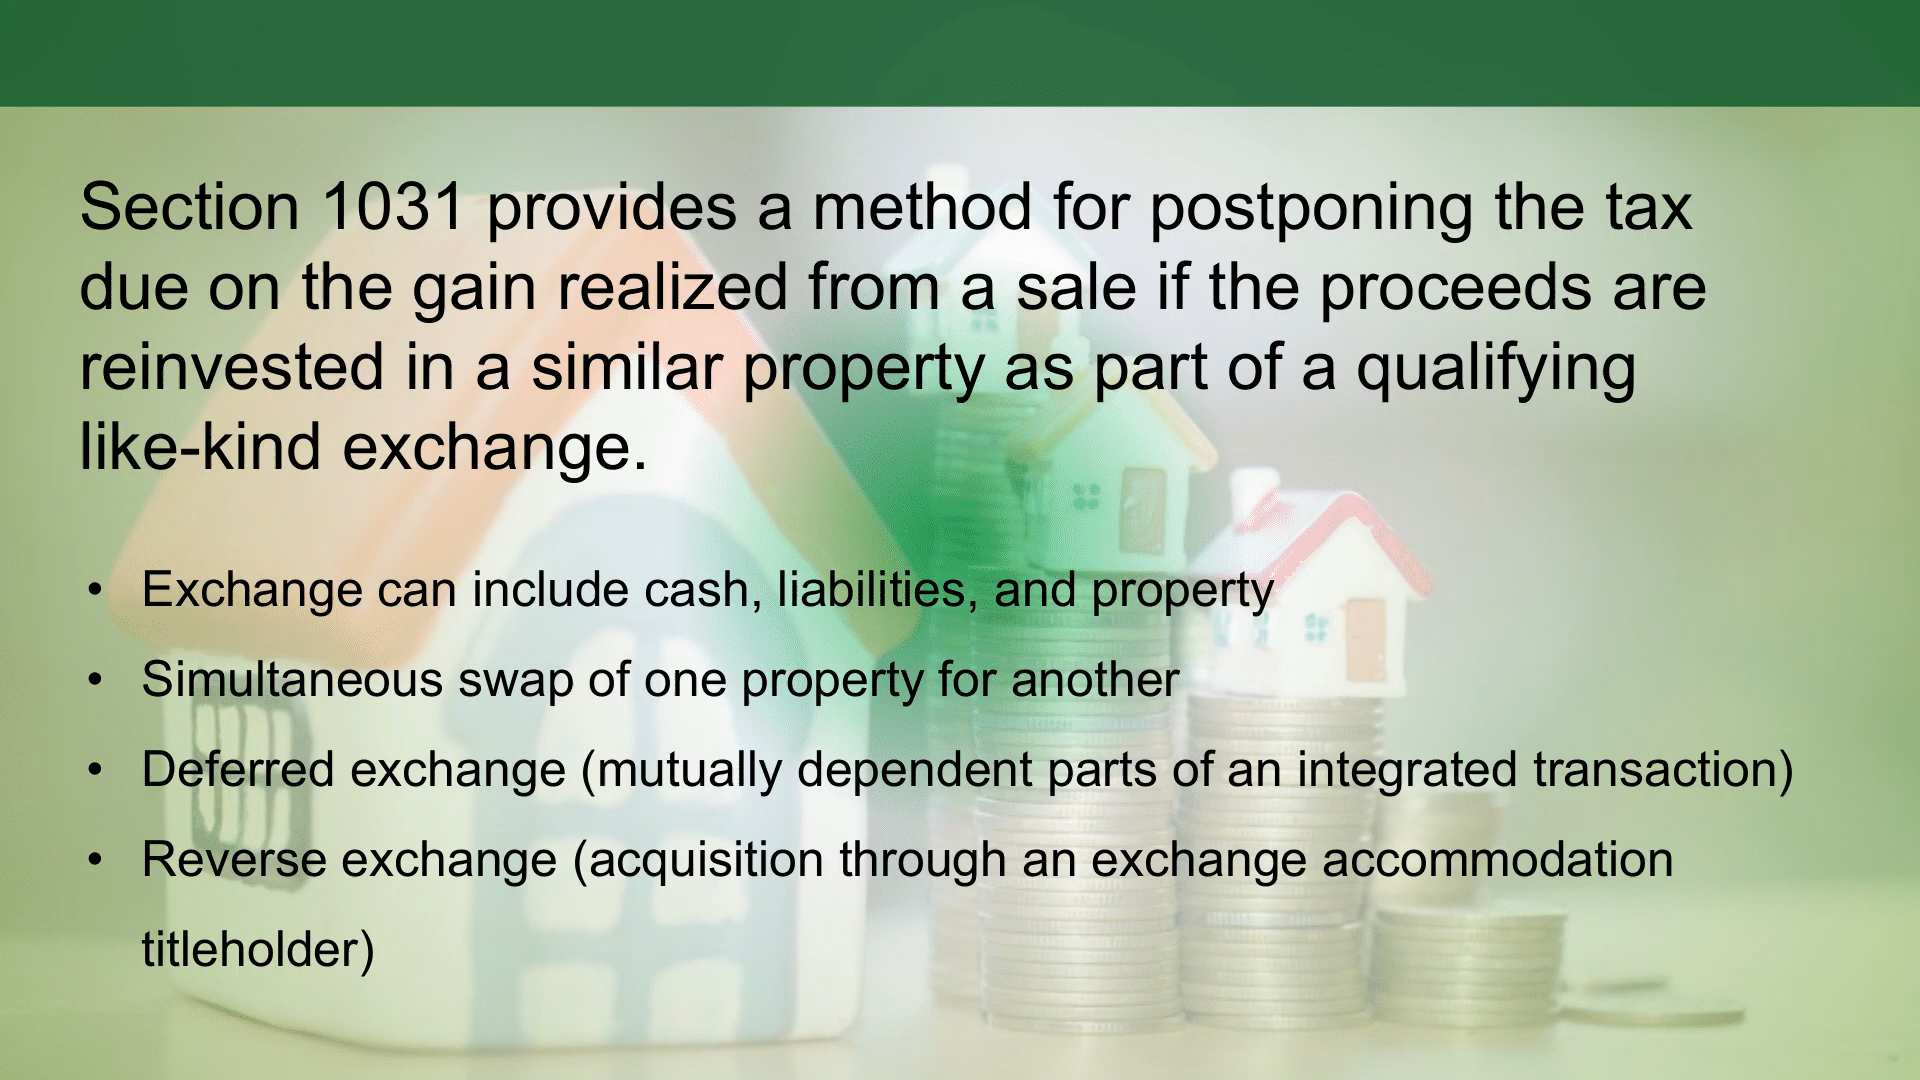 Section 1031 provides a method for postponing the tax
due on the gain realized from a sale if the proceeds are
reinvested in a similar property as part of a qualifying
like-kind exchange.
• Exchange can include cash, liabilities, and property
• Simultaneous swap of one property for another
• Deferred exchange (mutually dependent parts of an integrated transaction)
• Reverse exchange (acquisition through an exchange accommodation
titleholder)